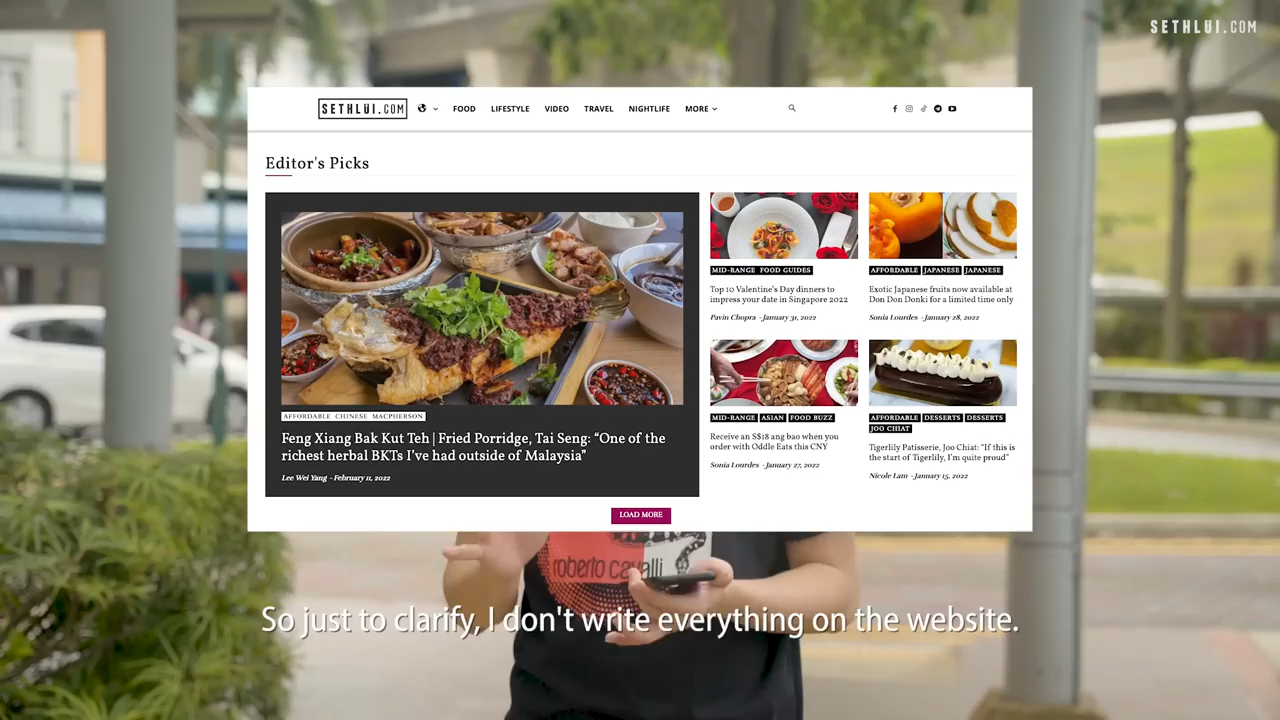 SETHLUI.COM
SETHLUI.COM FOOD LIFESTYLE VIDEO TRAVEL NIGHTLIFE MORE
Editor's Picks
AFFORDABLE CHINESE MACPHERSON
Feng Xiang Bak Kut Teh | Fried Porridge, Tai Seng: “One of the
richest herbal BKTs I’ve had outside of Malaysia”
Lee Wei Yang - February 11, 2022
MID-RANGE FOOD GUIDES
Top 10 Valentine’s Day dinners to
impress your date in Singapore 2022
Pavin Chopra - January 31, 2022
AFFORDABLE JAPANESE JAPANESE
Exotic Japanese fruits now available at
Don Don Donki for a limited time only
Sonia Lourdes - January 28, 2022
MID-RANGE ASIAN FOOD BUZZ
Receive an S$18 ang bao when you
order with Oddle Eats this CNY
Sonia Lourdes - January 27, 2022
AFFORDABLE DESSERTS DESSERTS
JOO CHIAT
Tigerlily Patisserie, Joo Chiat: “If this is
the start of Tigerlily, I’m quite proud”
Nicole Lam - January 15, 2022
LOAD MORE
roberto cavalli
So just to clarify, I don't write everything on the website.